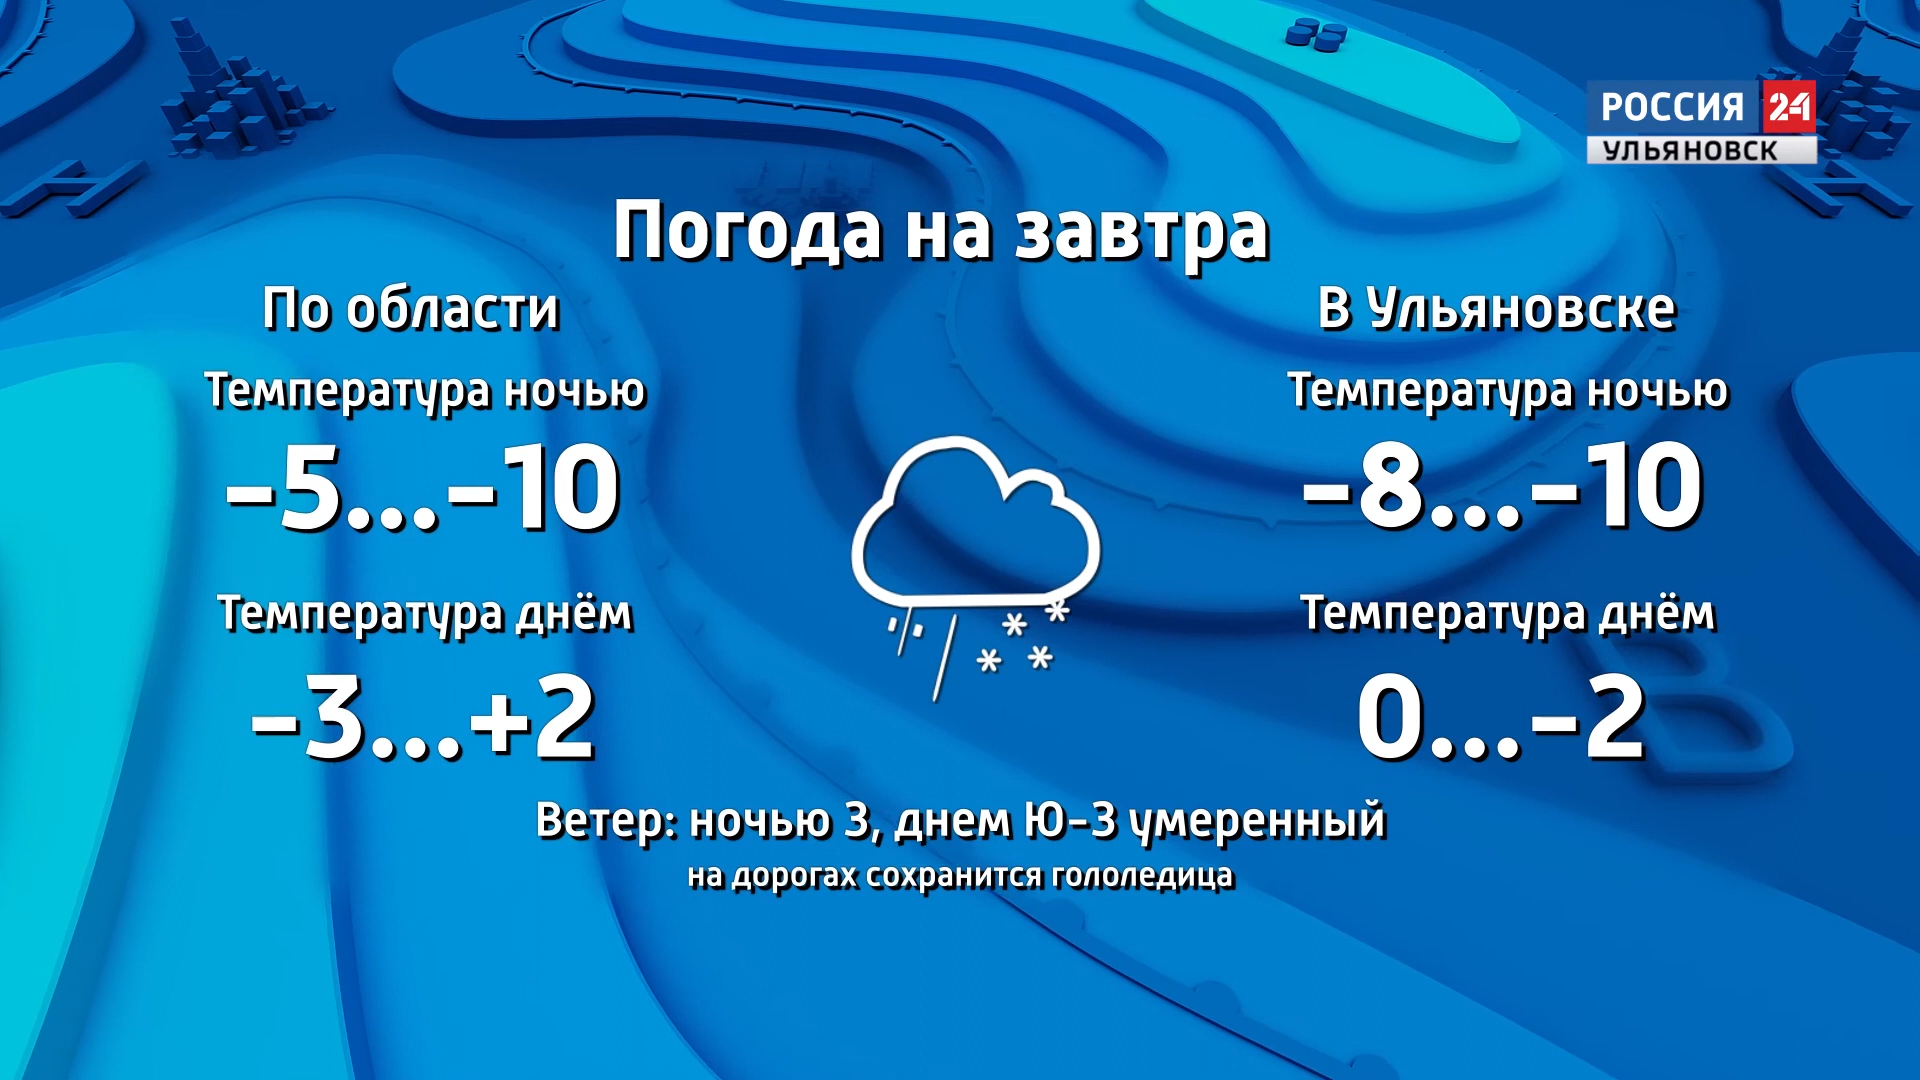 РОССИЯ 24
УЛЬЯНОВСК
Погода на завтра
По области
Температура ночью
-5...-10
Температура днём
-3...+2
В Ульяновске
Температура ночью
-8...-10
Температура днём
0...-2
Ветер: ночью З, днем Ю-З умеренный
на дорогах сохранится гололедица